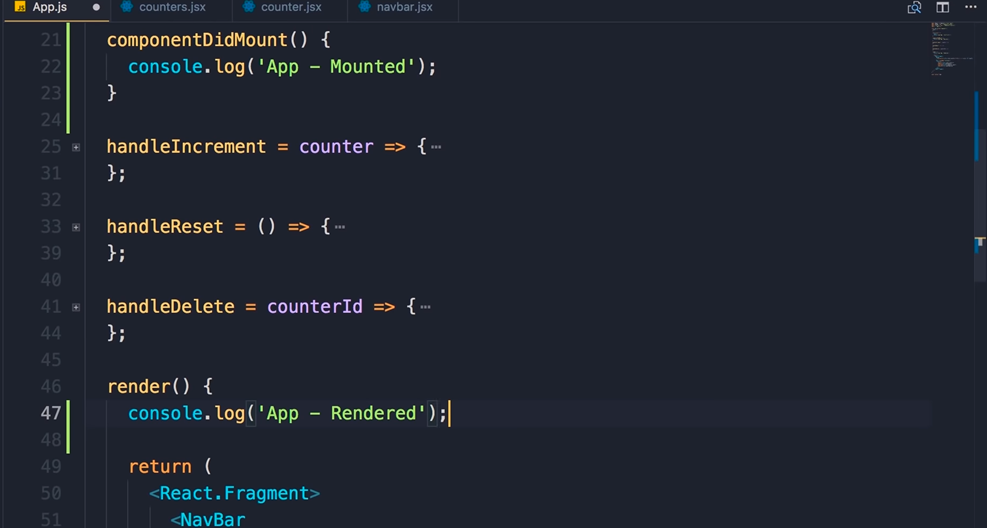 JS App.js ● counters.jsx counter.jsx navbar.jsx ···
21 componentDidMount() {
22 console.log('App - Mounted');
23 }
24
25 handleIncrement = counter => {···
31 };
32
33 handleReset = () => {···
39 };
40
41 handleDelete = counterId => {···
44 };
45
46 render() {
47 console.log('App - Rendered');
48
49 return (
50 <React.Fragment>
51 <NavBar